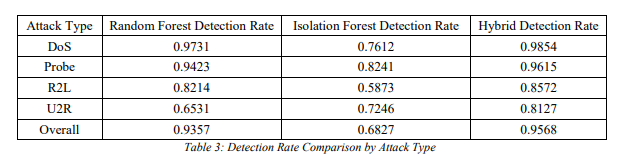 Attack Type Random Forest Detection Rate Isolation Forest Detection Rate Hybrid Detection Rate
DoS 0.9731 0.7612 0.9854
Probe 0.9423 0.8241 0.9615
R2L 0.8214 0.5873 0.8572
U2R 0.6531 0.7246 0.8127
Overall 0.9357 0.6827 0.9568
Table 3: Detection Rate Comparison by Attack Type